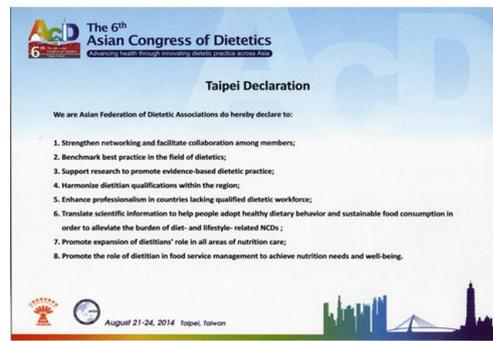 AcD
The 6th
Asian Congress of Dietetics
6th
Advancing health through innovating dietetic practice across Asia
Taipei Declaration
We are Asian Federation of Dietetic Associations do hereby declare to:
1. Strengthen networking and facilitate collaboration among members;
2. Benchmark best practice in the field of dietetics;
3. Support research to promote evidence-based dietetic practice;
4. Harmonize dietitian qualifications within the region;
5. Enhance professionalism in countries lacking qualified dietetic workforce;
6. Translate scientific information to help people adopt healthy dietary behavior and sustainable food consumption in
order to alleviate the burden of diet- and lifestyle- related NCDs ;
7. Promote expansion of dietitians' role in all areas of nutrition care;
8. Promote the role of dietitian in food service management to achieve nutrition needs and well-being.
August 21-24, 2014 Taipei, Taiwan